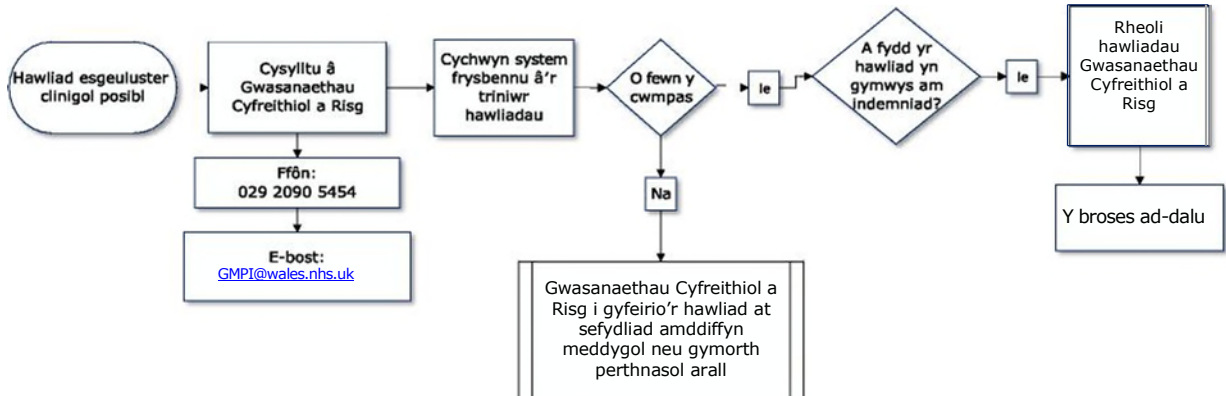 Hawliad esgeuluster
clinigol posibl
Cysylltu â
Gwasanaethau
Cyfreithiol a Risg
Ffôn:
029 2090 5454
E-bost:
GMPI@wales.nhs.uk
Cychwyn system
frysbennu â'r
triniwr
hawliadau
O fewn y
cwmpas
Na
Gwasanaethau Cyfreithiol a
Risg i gyfeirio'r hawliad at
sefydliad amddiffyn
meddygol neu gymorth
perthnasol arall
Ie
A fydd yr
hawliad yn
gymwys am
indemniad?
Ie
Rheoli
hawliadau
Gwasanaethau
Cyfreithiol a
Risg
Y broses ad-dalu